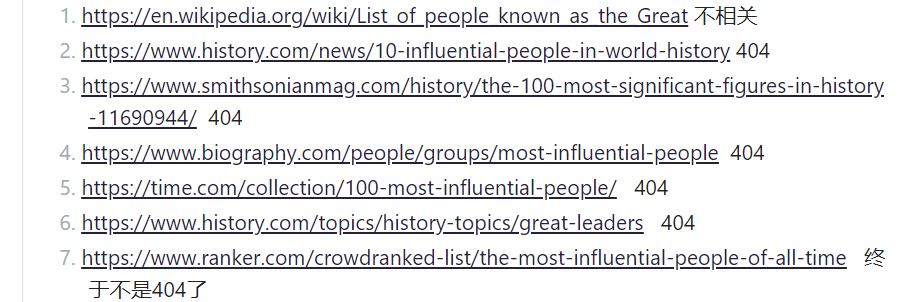 1. https://en.wikipedia.org/wiki/List_of_people_known_as_the_Great 不相关
2. https://www.history.com/news/10-influential-people-in-world-history 404
3. https://www.smithsonianmag.com/history/the-100-most-significant-figures-in-history
-11690944/ 404
4. https://www.biography.com/people/groups/most-influential-people 404
5. https://time.com/collection/100-most-influential-people/ 404
6. https://www.history.com/topics/history-topics/great-leaders 404
7. https://www.ranker.com/crowdranked-list/the-most-influential-people-of-all-time 终
于不是404了